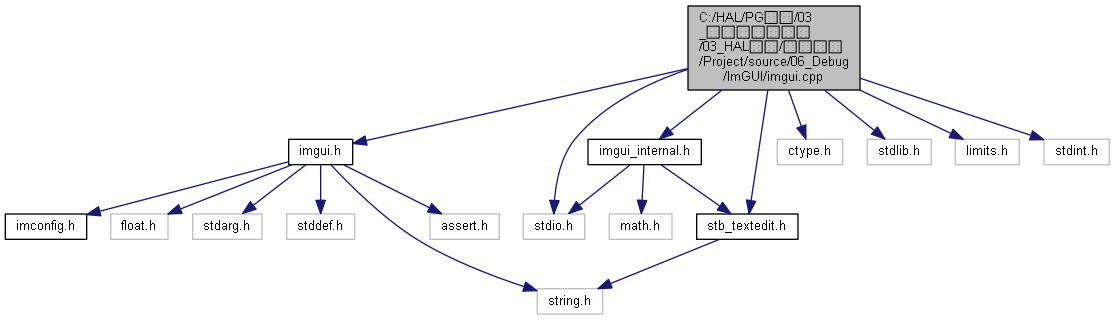 C:/HAL/PG□□/03
_□□□□□□□□
/03_HAL□□/□□□□□
/Project/source/06_Debug
/ImGUI/imgui.cpp
imgui.h
imgui_internal.h
ctype.h
stdlib.h
limits.h
stdint.h
imconfig.h
float.h
stdarg.h
stddef.h
assert.h
stdio.h
math.h
stb_textedit.h
string.h